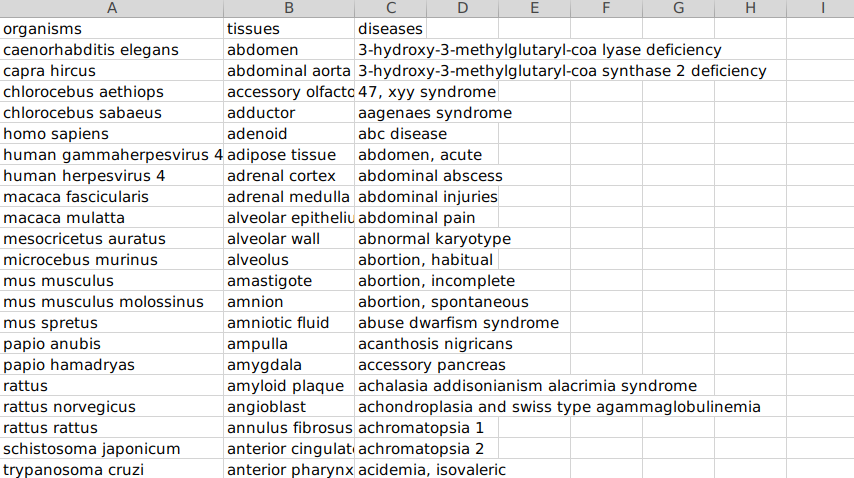 A B C D E F G H I
organisms tissues diseases
caenorhabditis elegans abdomen 3-hydroxy-3-methylglutaryl-coa lyase deficiency
capra hircus abdominal aorta 3-hydroxy-3-methylglutaryl-coa synthase 2 deficiency
chlorocebus aethiops accessory olfacto 47, xyy syndrome
chlorocebus sabaeus adductor aagenaes syndrome
homo sapiens adenoid abc disease
human gammaherpesvirus 4 adipose tissue abdomen, acute
human herpesvirus 4 adrenal cortex abdominal abscess
macaca fascicularis adrenal medulla abdominal injuries
macaca mulatta alveolar epitheliu abdominal pain
mesocricetus auratus alveolar wall abnormal karyotype
microcebus murinus alveolus abortion, habitual
mus musculus amastigote abortion, incomplete
mus musculus molossinus amnion abortion, spontaneous
mus spretus amniotic fluid abuse dwarfism syndrome
papio anubis ampulla acanthosis nigricans
papio hamadryas amygdala accessory pancreas
rattus amyloid plaque achalasia addisonianism alacrimia syndrome
rattus norvegicus angioblast achondroplasia and swiss type agammaglobulinemia
rattus rattus annulus fibrosus achromatopsia 1
schistosoma japonicum anterior cingulat achromatopsia 2
trypanosoma cruzi anterior pharynx acidemia, isovaleric